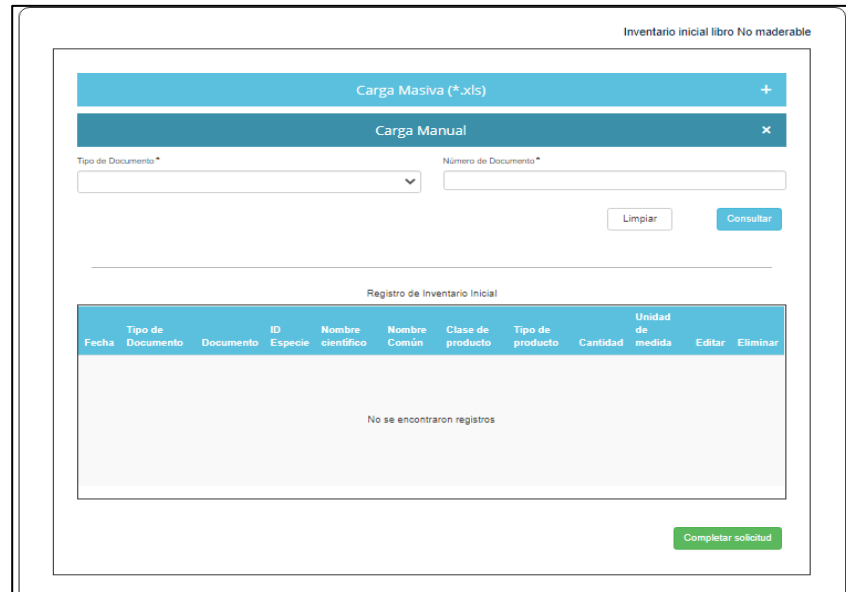 Inventario inicial libro No maderable
Carga Masiva (*.xls) +
Carga Manual ×
Tipo de Documento * Número de Documento *
Limpiar Consultar
Registro de Inventario Inicial
Fecha Tipo de Documento Documento ID Especie Nombre científico Nombre Común Clase de producto Tipo de producto Cantidad Unidad de medida Editar Eliminar
No se encontraron registros
Completar solicitud